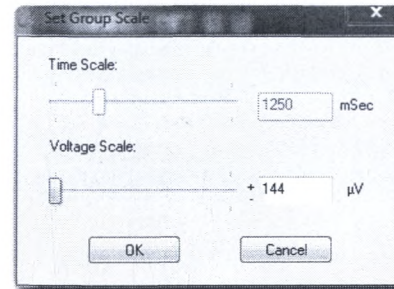 Set Group Scale
X
Time Scale:
1250 mSec
Voltage Scale:
+
- 144 µV
OK Cancel